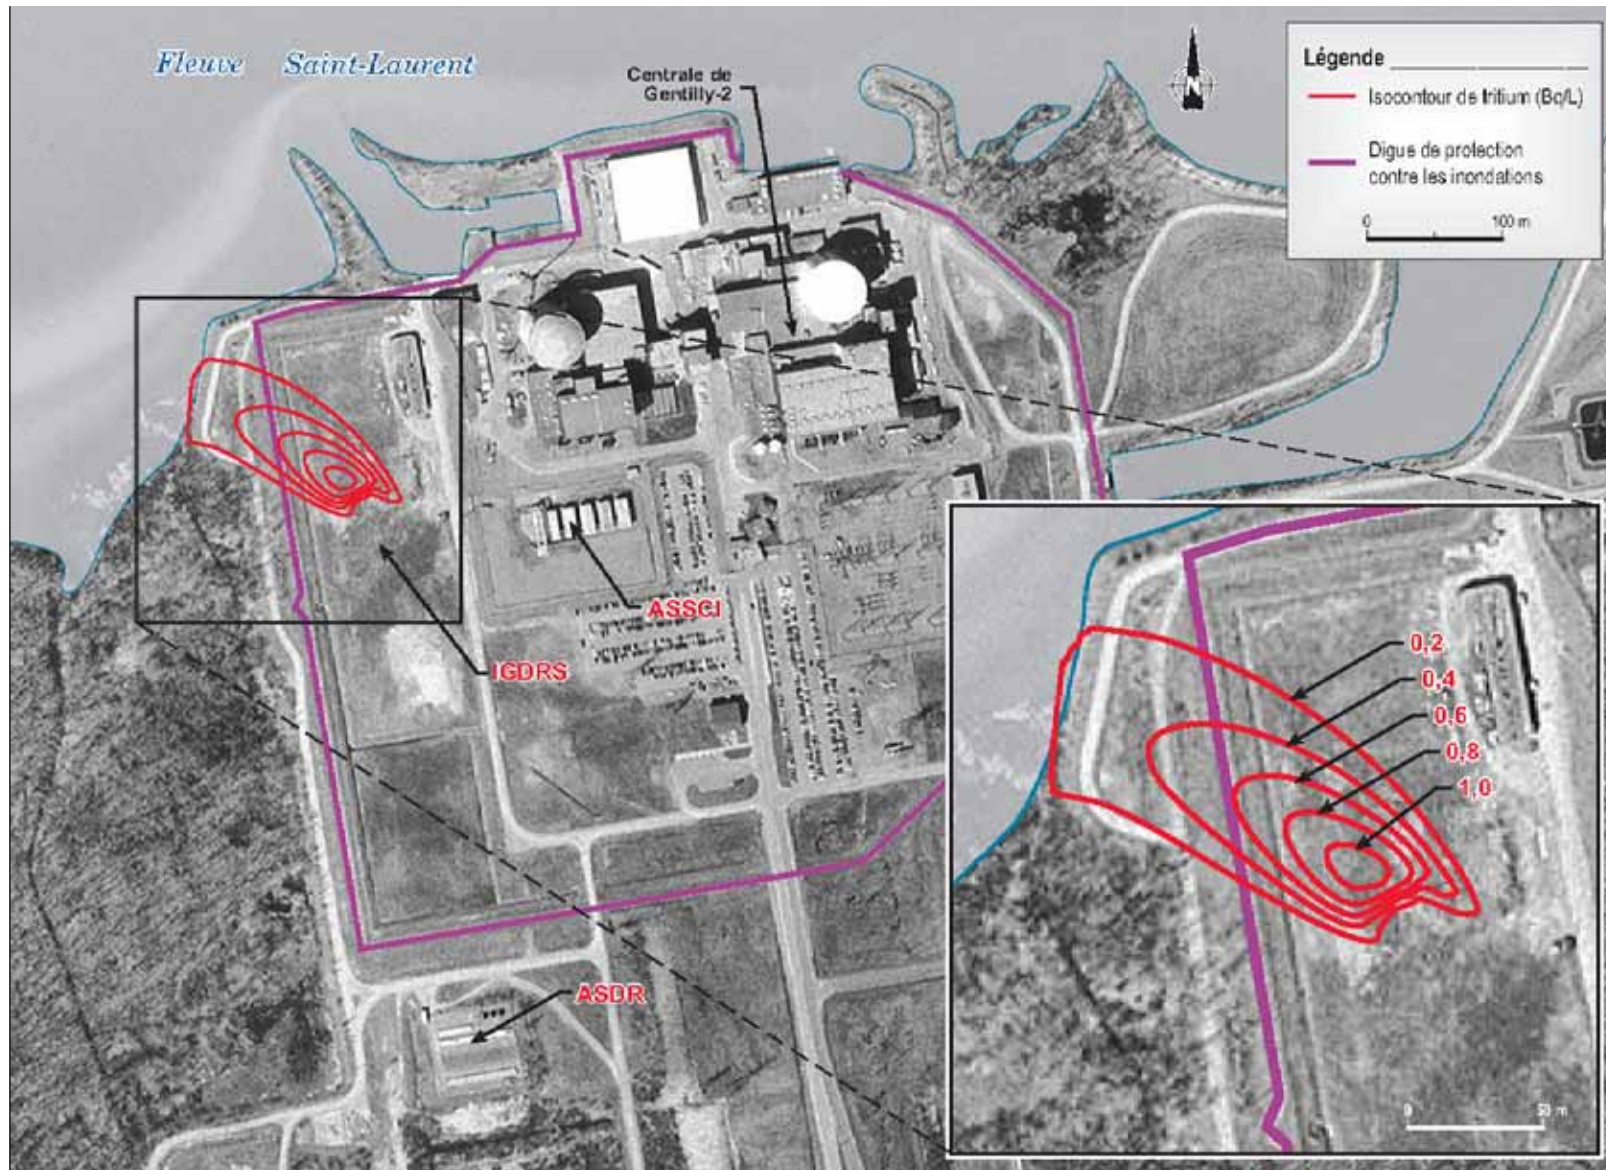 Fleuve Saint-Laurent
Centrale de
Gentilly-2
N
Légende
Isocontour de tritium (Bq/L)
Digue de protection
contre les inondations
0 100 m
ASSCI
IGDRS
ASDR
0,2
0,4
0,6
0,8
1,0
0 50 m